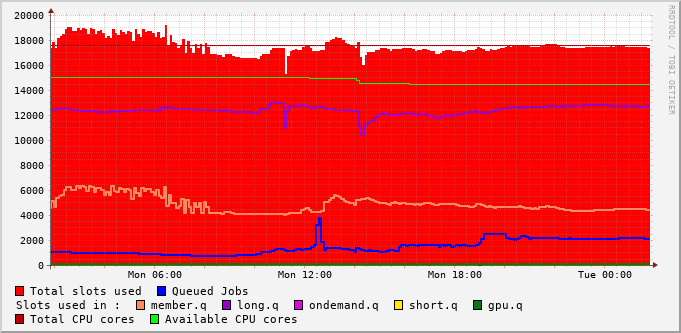 RRDTOOL / TOBI OETIKER
20000
18000
16000
14000
12000
10000
8000
6000
4000
2000
0
Mon 06:00 Mon 12:00 Mon 18:00 Tue 00:00
Total slots used Queued Jobs
Slots used in : member.q long.q ondemand.q short.q gpu.q
Total CPU cores Available CPU cores